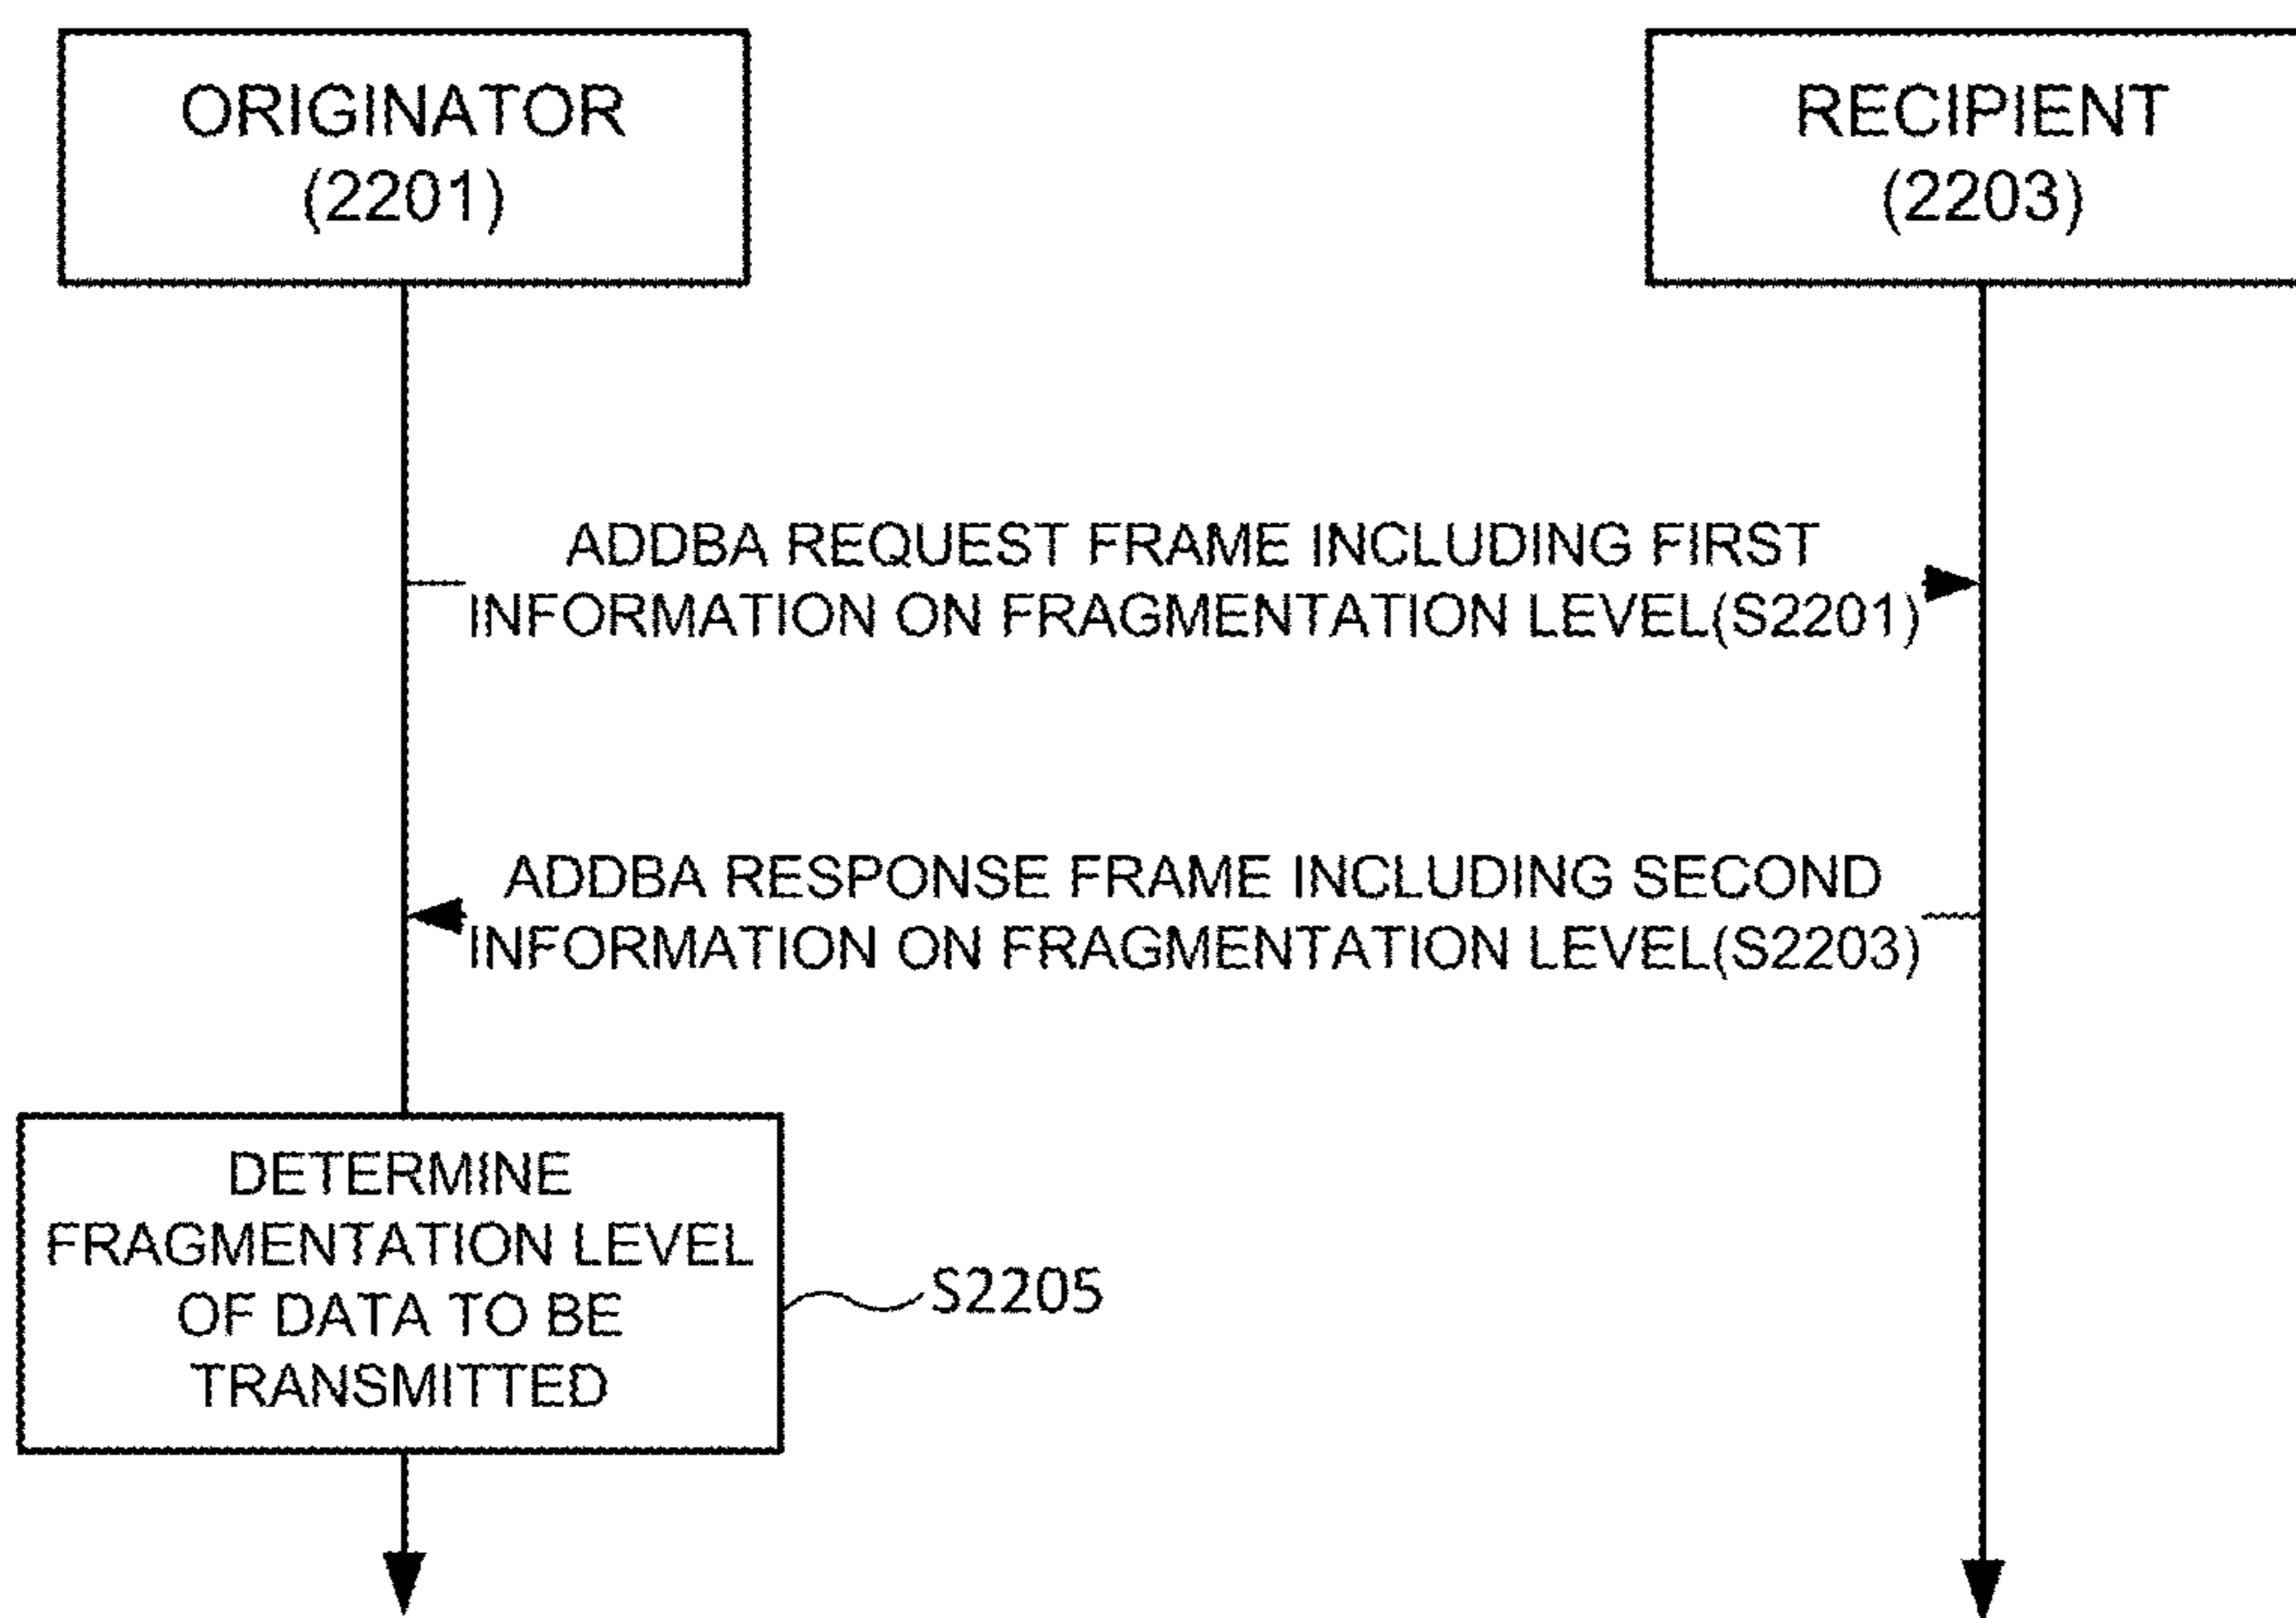 ORIGINATOR
(2201)
RECIPIENT
(2203)
ADDBA REQUEST FRAME INCLUDING FIRST
INFORMATION ON FRAGMENTATION LEVEL(S2201)
ADDBA RESPONSE FRAME INCLUDING SECOND
INFORMATION ON FRAGMENTATION LEVEL(S2203)
DETERMINE
FRAGMENTATION LEVEL
OF DATA TO BE
TRANSMITTED
S2205